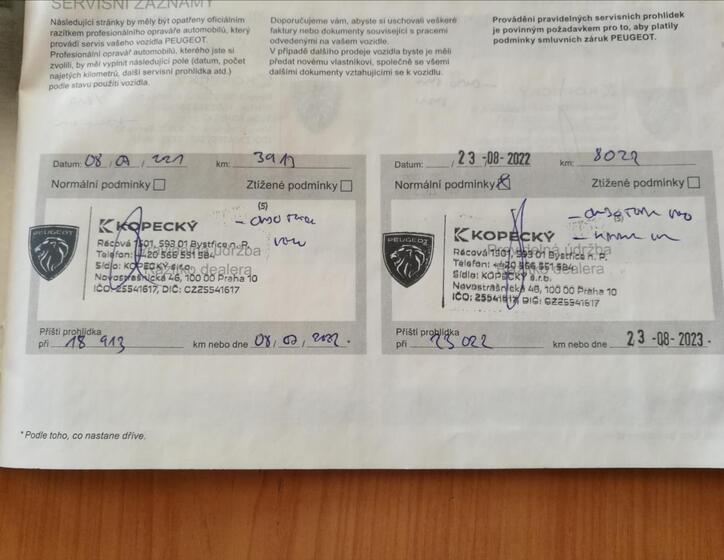 SERVISNÍ ZÁZNAMY
Následující stránky by měly být opatřeny oficiálním
razítkem profesionálního opraváře automobilů, který
provádí servis vašeho vozidla PEUGEOT.
Profesionální opravář automobilů, kterého jste si
zvolili, by měl vyplnit následující pole (datum, počet
najetých kilometrů, další servisní prohlídka atd.)
podle stavu použití vozidla.
Doporučujeme vám, abyste si uschovali veškeré
faktury nebo dokumenty související s pracemi
odvedenými na vašem vozidle.
V případě dalšího prodeje vozidla byste je měli
předat novému vlastníkovi, společně se všemi
dalšími dokumenty vztahujícími se k vozidlu.
Provádění pravidelných servisních prohlídek
je povinným požadavkem pro to, aby platily
podmínky smluvních záruk PEUGEOT.
Datum: km: 3913
Normální podmínky Ztížené podmínky
(5)
PEUGEOT
KOPECKÝ
Rácová 1501, 593 01 Bystřice n. P.
Telefon: +420 566 551 584
Sídlo: KOPECKÝ s.r.o.
Novostrašnická 46, 100 00 Praha 10
IČO: 25541617, DIČ: CZ25541617
Příští prohlídka
při 18 913 km nebo dne
Datum: 23-08-2022 km: 8022
Normální podmínky Ztížené podmínky
(5)
PEUGEOT
KOPECKÝ
Rácová 1501, 593 01 Bystřice n. P.
Telefon: +420 566 551 584
Sídlo: KOPECKÝ s.r.o.
Novostrašnická 46, 100 00 Praha 10
IČO: 25541617, DIČ: CZ25541617
Příští prohlídka
při 23 022 km nebo dne 23-08-2023
*Podle toho, co nastane dříve.